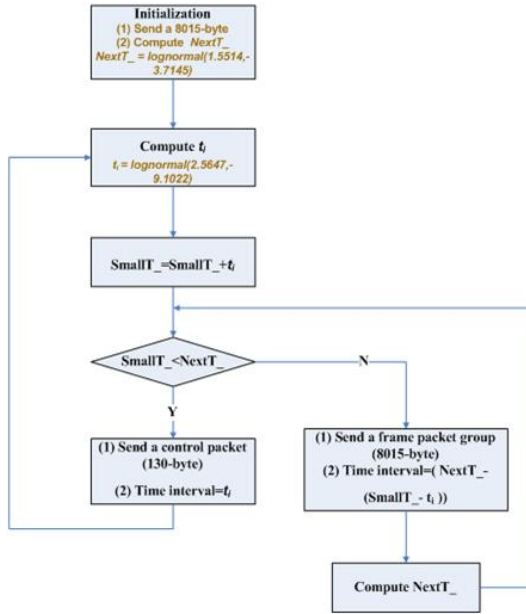 Initialization
(1) Send a 8015-byte
(2) Compute NextT_
NextT_ = lognormal(1.5514,-
3.7145)
Compute ti
ti = lognormal(2.5647,-
9.1022)
SmallT_=SmallT_+ti
SmallT_<NextT_
N
Y
(1) Send a control packet
(130-byte)
(2) Time interval=ti
(1) Send a frame packet group
(8015-byte)
(2) Time interval=( NextT_-
(SmallT_- ti ))
Compute NextT_